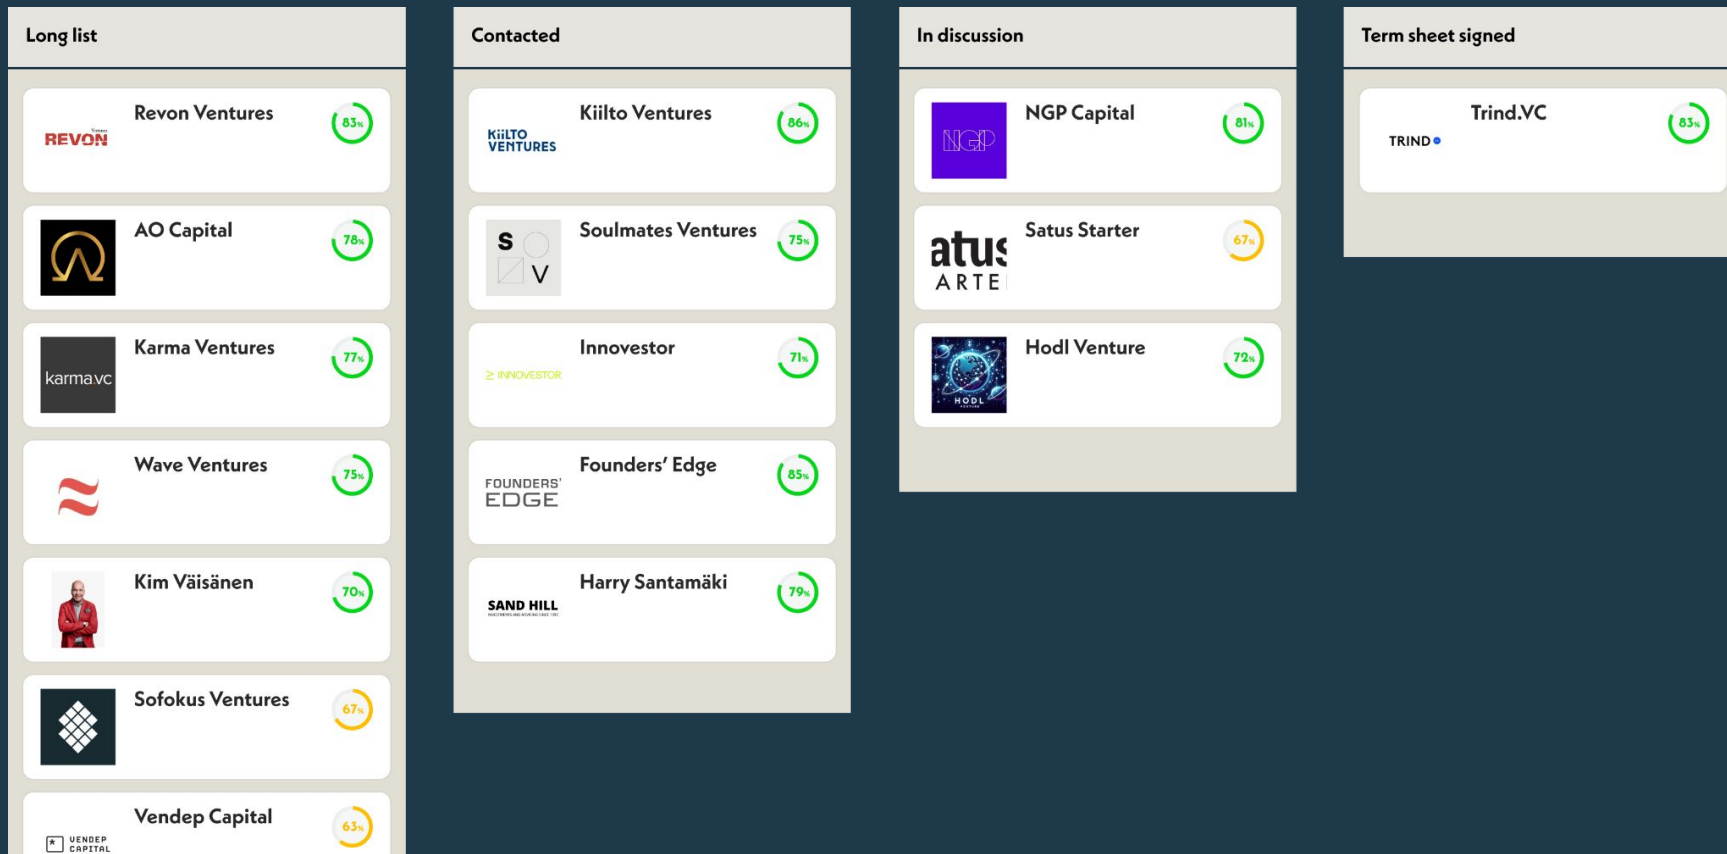 Long list
Revon Ventures
REVON
83%
AO Capital
78%
Karma Ventures
karma.vc
77%
Wave Ventures
75%
Kim Väisänen
70%
Sofokus Ventures
67%
Vendep Capital
VENDEP
CAPITAL
63%
Contacted
Kiilto Ventures
KiiLTO
VENTURES
86%
Soulmates Ventures
S
V
75%
Innovestor
≥ INNOVESTOR
71%
Founders' Edge
FOUNDERS'
EDGE
85%
Harry Santamäki
SAND HILL
79%
In discussion
NGP Capital
NGP
81%
Satus Starter
atus
ARTE
67%
Hodl Venture
HODL
72%
Term sheet signed
Trind.VC
TRIND
83%